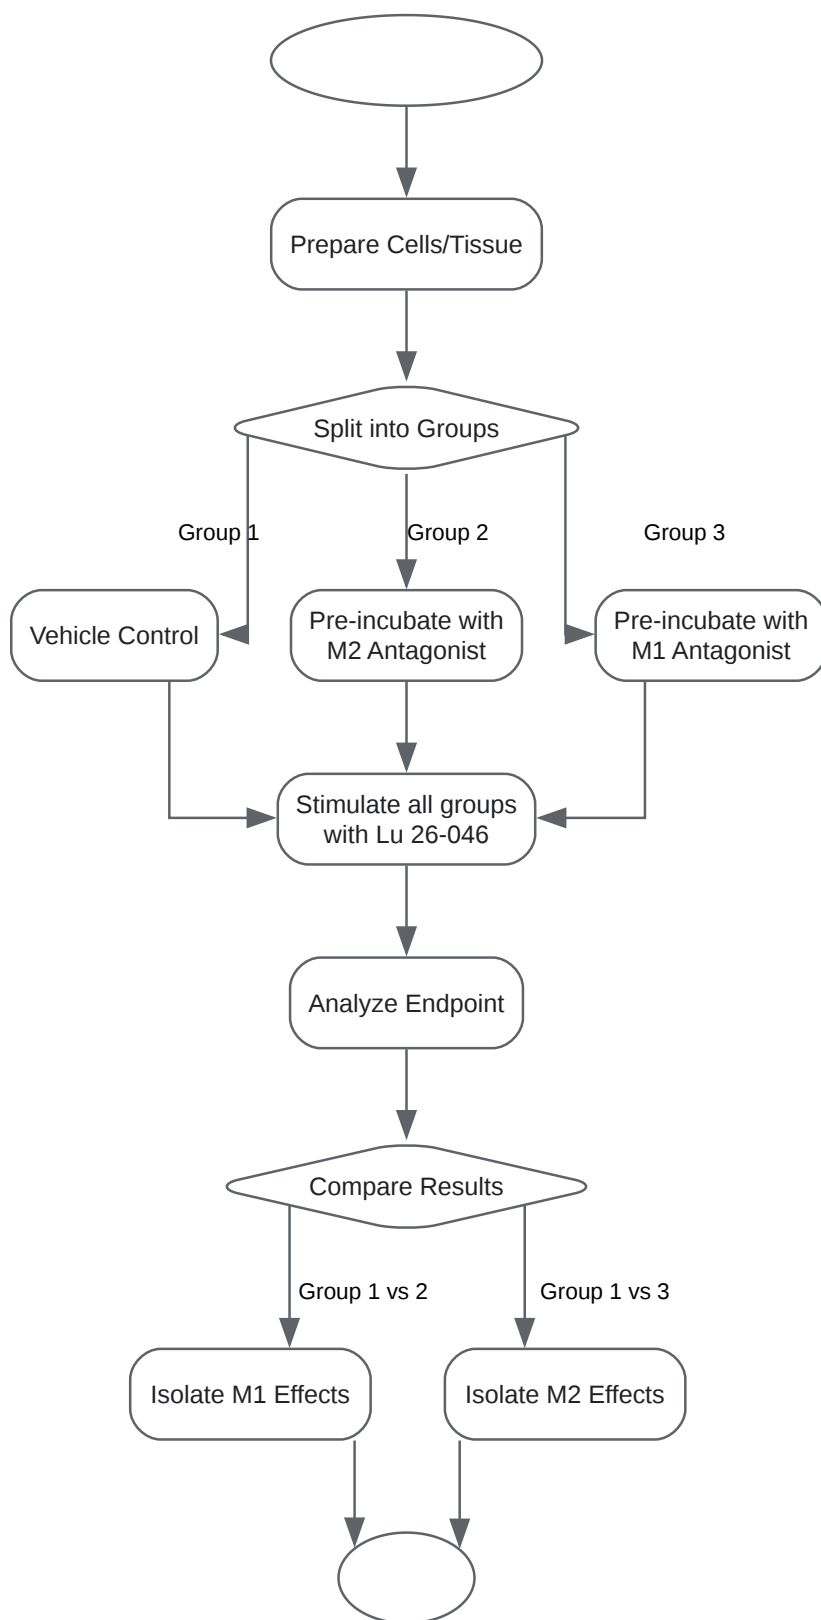 Prepare Cells/Tissue
Split into Groups
Group 1
Group 2
Group 3
Vehicle Control
Pre-incubate with
M2 Antagonist
Pre-incubate with
M1 Antagonist
Stimulate all groups
with Lu 26-046
Analyze Endpoint
Compare Results
Group 1 vs 2
Group 1 vs 3
Isolate M1 Effects
Isolate M2 Effects